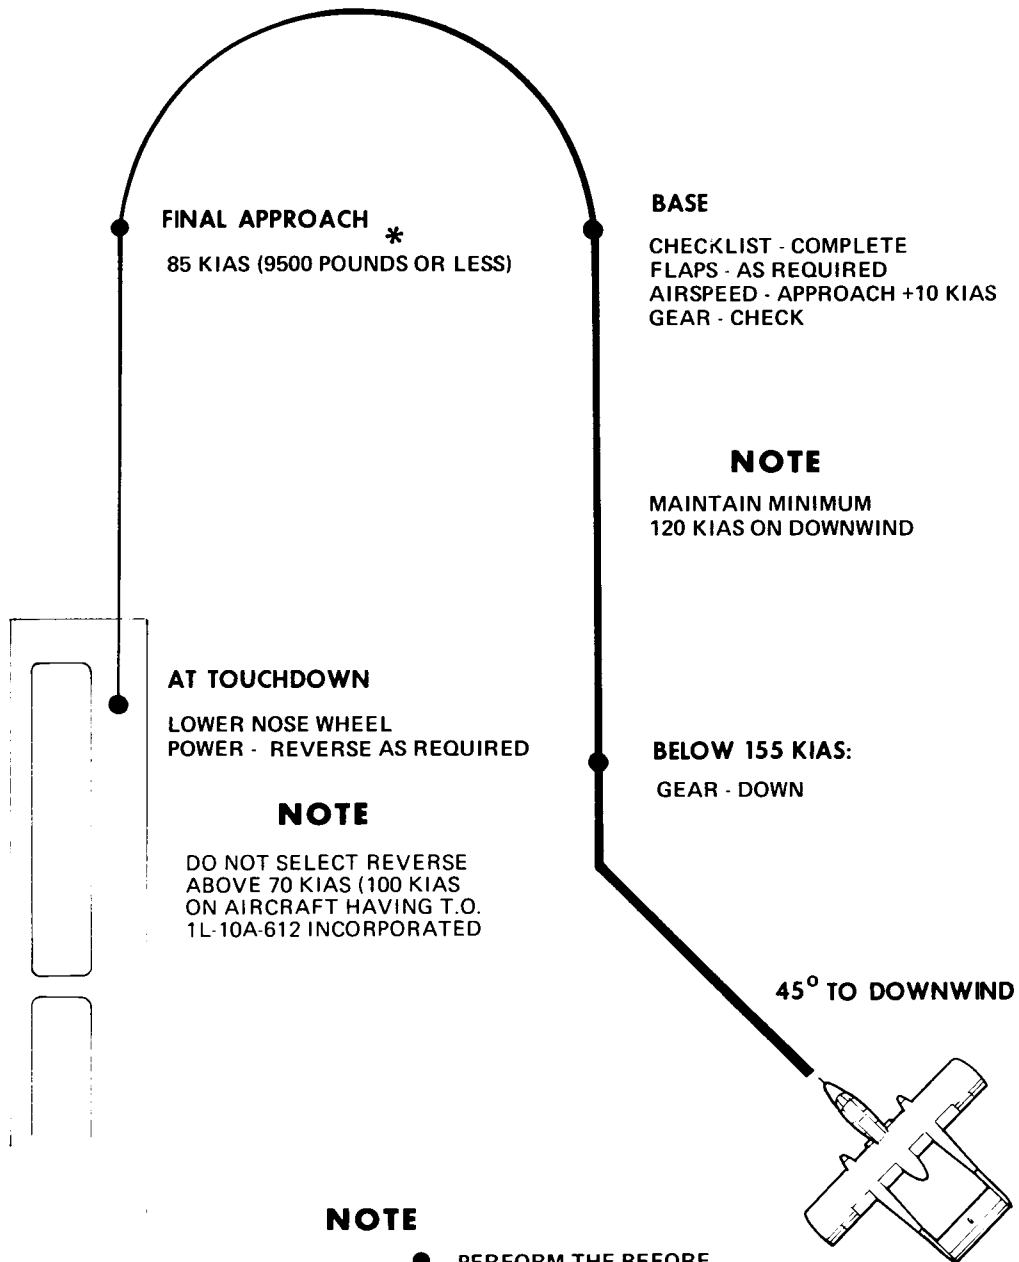 FINAL APPROACH *
85 KIAS (9500 POUNDS OR LESS)
BASE
CHECKLIST - COMPLETE
FLAPS - AS REQUIRED
AIRSPEED - APPROACH +10 KIAS
GEAR - CHECK
NOTE
MAINTAIN MINIMUM
120 KIAS ON DOWNWIND
AT TOUCHDOWN
LOWER NOSE WHEEL
POWER - REVERSE AS REQUIRED
NOTE
DO NOT SELECT REVERSE
ABOVE 70 KIAS (100 KIAS
ON AIRCRAFT HAVING T.O.
1L-10A-612 INCORPORATED
BELOW 155 KIAS:
GEAR - DOWN
45° TO DOWNWIND
NOTE
● PERFORM THE BEFORE